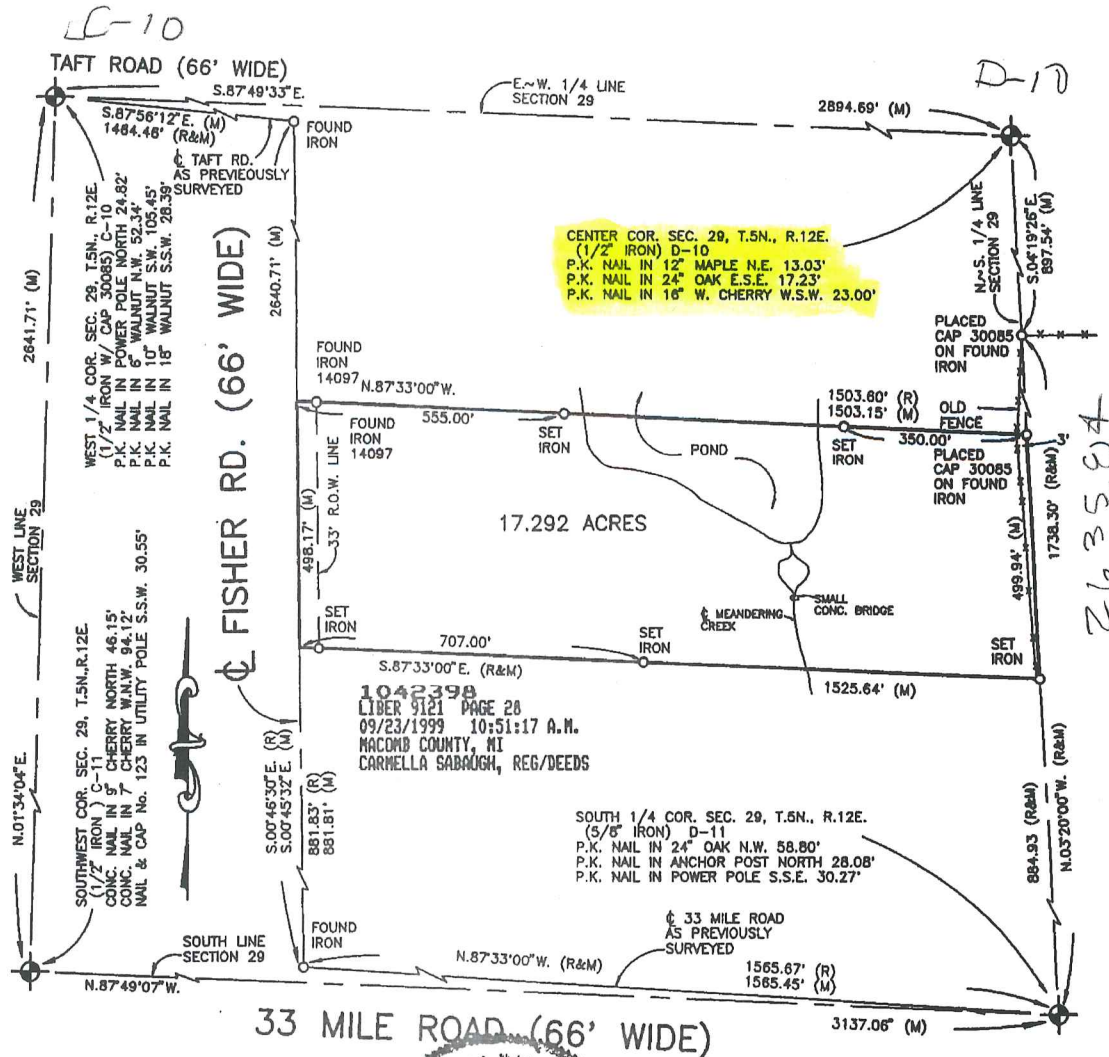 C-10
TAFT ROAD (66' WIDE)
S.87°49'33"E.
E.~W. 1/4 LINE
SECTION 29
2894.69' (M)
D-10
S.87°56'12"E. (M)
1464.46' (R&M)
FOUND
IRON
℄ TAFT RD.
AS PREVIEOUSLY
SURVEYED
2641.71' (M)
WEST 1/4 COR. SEC. 29, T.5N., R.12E.
(1/2" IRON W/ CAP 30085) C-10
P.K. NAIL IN POWER POLE NORTH 24.82'
P.K. NAIL IN 6" WALNUT N.W. 52.34'
P.K. NAIL IN 10" WALNUT S.W. 105.45'
P.K. NAIL IN 18" WALNUT S.S.W. 28.39'
℄ FISHER RD. (66' WIDE)
2640.71' (M)
CENTER COR. SEC. 29, T.5N., R.12E.
(1/2" IRON) D-10
P.K. NAIL IN 12" MAPLE N.E. 13.03'
P.K. NAIL IN 24" OAK E.S.E. 17.23'
P.K. NAIL IN 16" W. CHERRY W.S.W. 23.00'
N.~S. 1/4 LINE
SECTION 29
S.04°19'26"E.
897.54' (M)
PLACED
CAP 30085
ON FOUND
IRON
FOUND
IRON
14097
N.87°33'00"W.
555.00'
FOUND
IRON
14097
SET
IRON
1503.60' (R)
1503.15' (M)
SET
IRON
350.00'
OLD
FENCE
PLACED
CAP 30085
ON FOUND
IRON
3'
POND
17.292 ACRES
498.17' (M)
33' R.O.W. LINE
499.94' (M)
1738.30' (R&M)
2635.84
WEST LINE
SECTION 29
SMALL
CONC. BRIDGE
℄ MEANDERING
CREEK
SET
IRON
707.00'
SET
IRON
SET
IRON
S.87°33'00"E. (R&M)
1525.64' (M)
1042398
LIBER 9121 PAGE 28
09/23/1999 10:51:17 A.M.
MACOMB COUNTY, MI
CARMELLA SABAUGH, REG/DEEDS
N.01°34'04"E.
SOUTHWEST COR. SEC. 29, T.5N.,R.12E.
(1/2" IRON ) C-11
CONC. NAIL IN 9" CHERRY NORTH 46.15'
CONC. NAIL IN 7" CHERRY W.N.W. 94.12'
NAIL & CAP No. 123 IN UTILITY POLE S.S.W. 30.55'
S.00°46'30"E. (R)
S.00°45'32"E. (M)
881.83' (R)
881.81' (M)
SOUTH 1/4 COR. SEC. 29, T.5N., R.12E.
(5/8" IRON) D-11
P.K. NAIL IN 24" OAK N.W. 58.80'
P.K. NAIL IN ANCHOR POST NORTH 28.08'
P.K. NAIL IN POWER POLE S.S.E. 30.27'
884.93 (R&M)
N.03°20'00"W. (R&M)
FOUND
IRON
℄ 33 MILE ROAD
AS PREVIOUSLY
SURVEYED
SOUTH LINE
SECTION 29
N.87°33'00"W. (R&M)
1565.67' (R)
1565.45' (M)
N.87°49'07"W.
33 MILE ROAD (66' WIDE)
3137.06" (M)